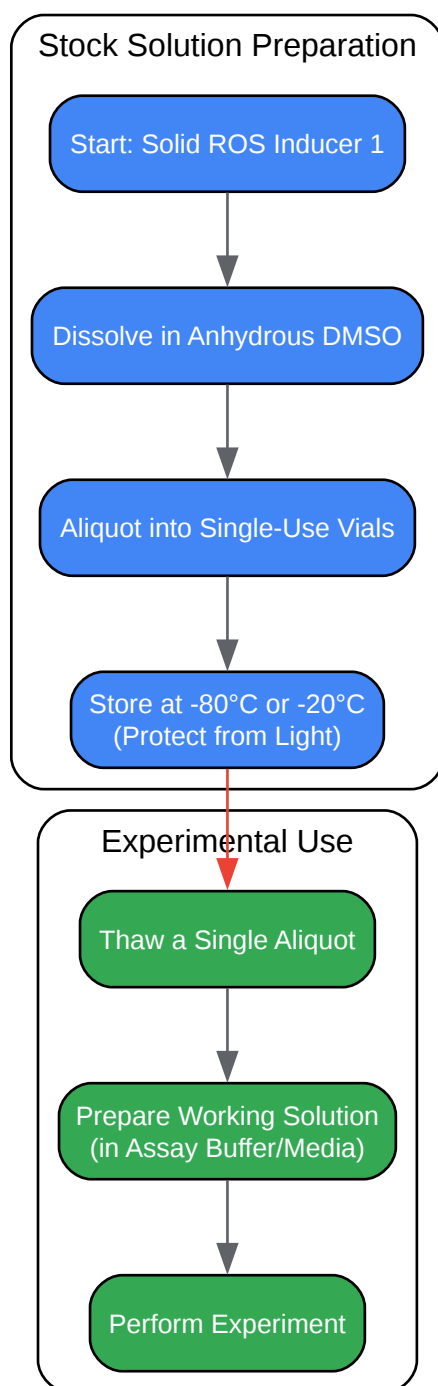 Stock Solution Preparation
Start: Solid ROS Inducer 1
Dissolve in Anhydrous DMSO
Aliquot into Single-Use Vials
Store at -80°C or -20°C
(Protect from Light)
Experimental Use
Thaw a Single Aliquot
Prepare Working Solution
(in Assay Buffer/Media)
Perform Experiment